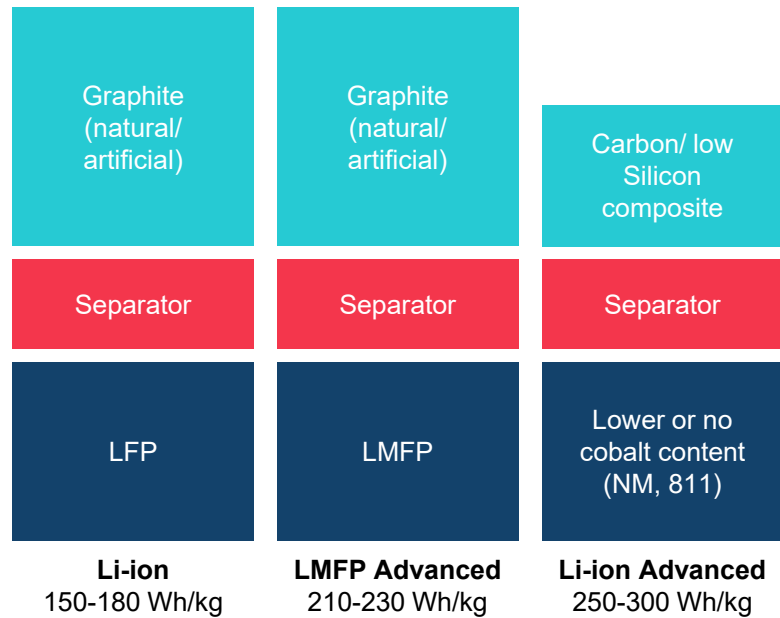 Graphite
(natural/
artificial)
Graphite
(natural/
artificial)
Carbon/ low
Silicon
composite
Separator
Separator
Separator
LFP
LMFP
Lower or no
cobalt content
(NM, 811)
Li-ion
150-180 Wh/kg
LMFP Advanced
210-230 Wh/kg
Li-ion Advanced
250-300 Wh/kg